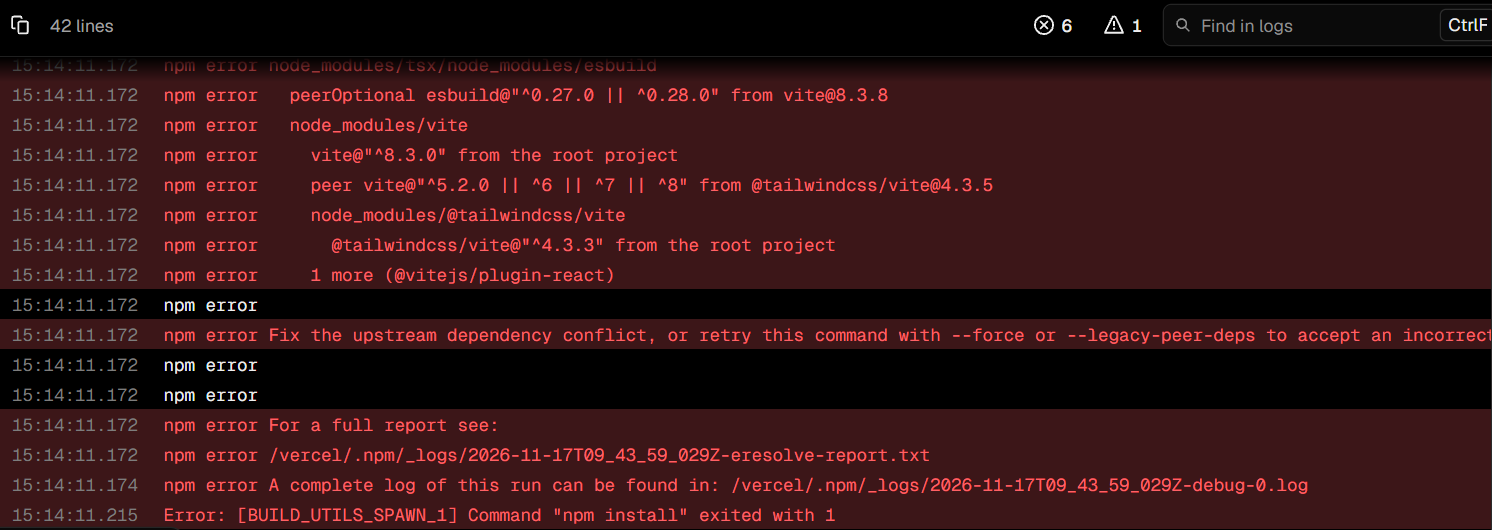 42 lines
6
1
Find in logs
CtrlF
15:14:11.172 npm error node_modules/tsx/node_modules/esbuild
15:14:11.172 npm error   peerOptional esbuild@"^0.27.0 || ^0.28.0" from vite@8.3.8
15:14:11.172 npm error   node_modules/vite
15:14:11.172 npm error     vite@"^8.3.0" from the root project
15:14:11.172 npm error     peer vite@"^5.2.0 || ^6 || ^7 || ^8" from @tailwindcss/vite@4.3.5
15:14:11.172 npm error     node_modules/@tailwindcss/vite
15:14:11.172 npm error       @tailwindcss/vite@"^4.3.3" from the root project
15:14:11.172 npm error     1 more (@vitejs/plugin-react)
15:14:11.172 npm error
15:14:11.172 npm error Fix the upstream dependency conflict, or retry this command with --force or --legacy-peer-deps to accept an incorrect
15:14:11.172 npm error
15:14:11.172 npm error
15:14:11.172 npm error For a full report see:
15:14:11.172 npm error /vercel/.npm/_logs/2026-11-17T09_43_59_029Z-eresolve-report.txt
15:14:11.174 npm error A complete log of this run can be found in: /vercel/.npm/_logs/2026-11-17T09_43_59_029Z-debug-0.log
15:14:11.215 Error: [BUILD_UTILS_SPAWN_1] Command "npm install" exited with 1